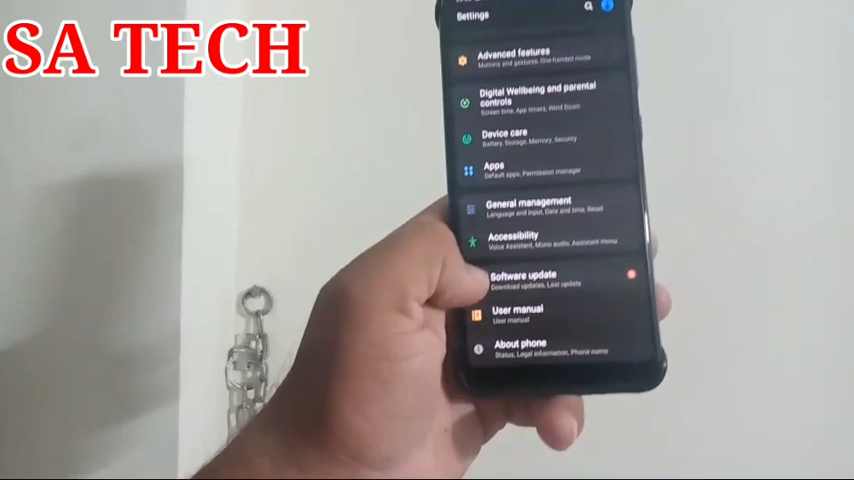 SA TECH
Settings
Advanced features
Motions and gestures, One-handed mode
Digital Wellbeing and parental
controls
Screen time, App timers, Wind Down
Device care
Battery, Storage, Memory, Security
Apps
Default apps, Permission manager
General management
Language and input, Date and time, Reset
Accessibility
Voice Assistant, Mono audio, Assistant menu
Software update
Download updates, Last update
User manual
User manual
About phone
Status, Legal information, Phone name